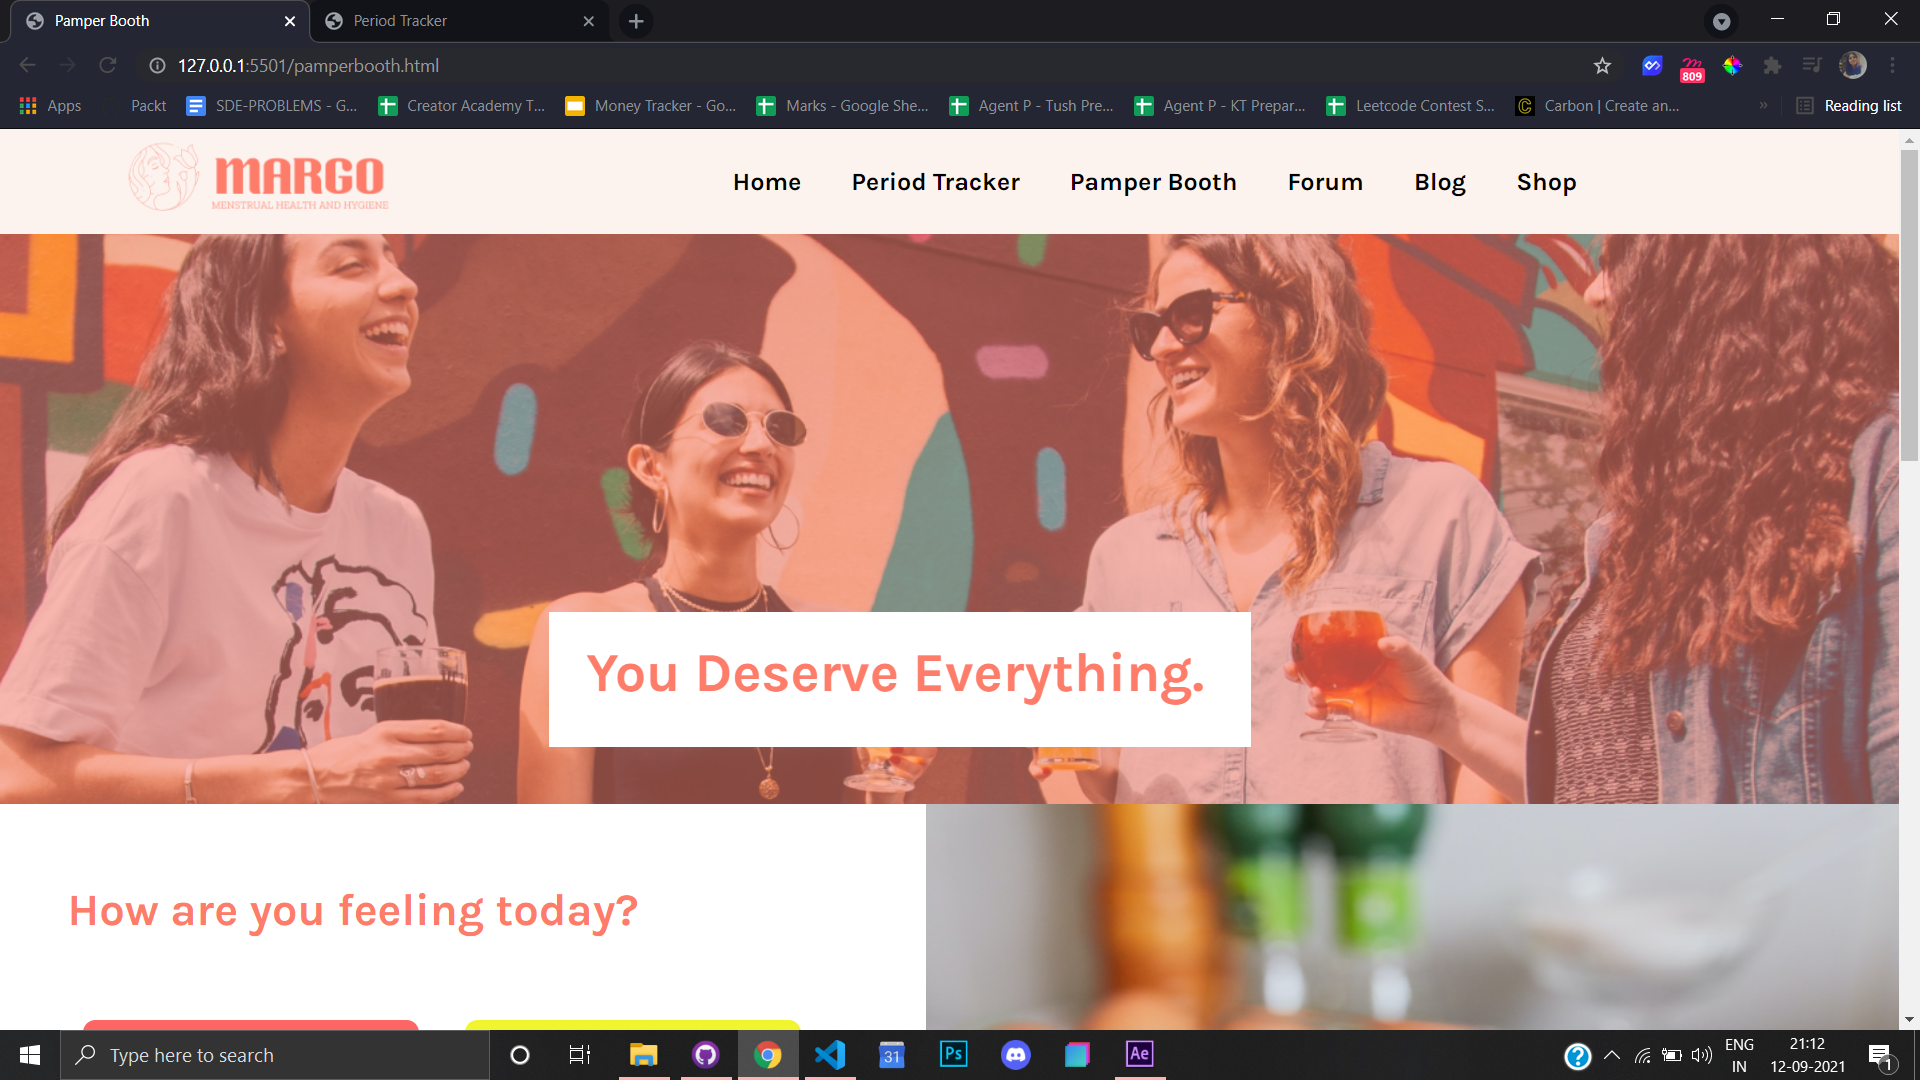 Pamper Booth
Period Tracker
127.0.0.1:5501/pamperbooth.html
809
Apps
Packt
SDE-PROBLEMS - G...
Creator Academy T...
Money Tracker - Go...
Marks - Google She...
Agent P - Tush Pre...
Agent P - KT Prepar...
Leetcode Contest S...
Carbon | Create an...
»
Reading list
MARGO
MENSTRUAL HEALTH AND HYGIENE
Home
Period Tracker
Pamper Booth
Forum
Blog
Shop
You Deserve Everything.
How are you feeling today?
Type here to search
31
Ps
Ae
ENG
IN
21:12
12-09-2021
1